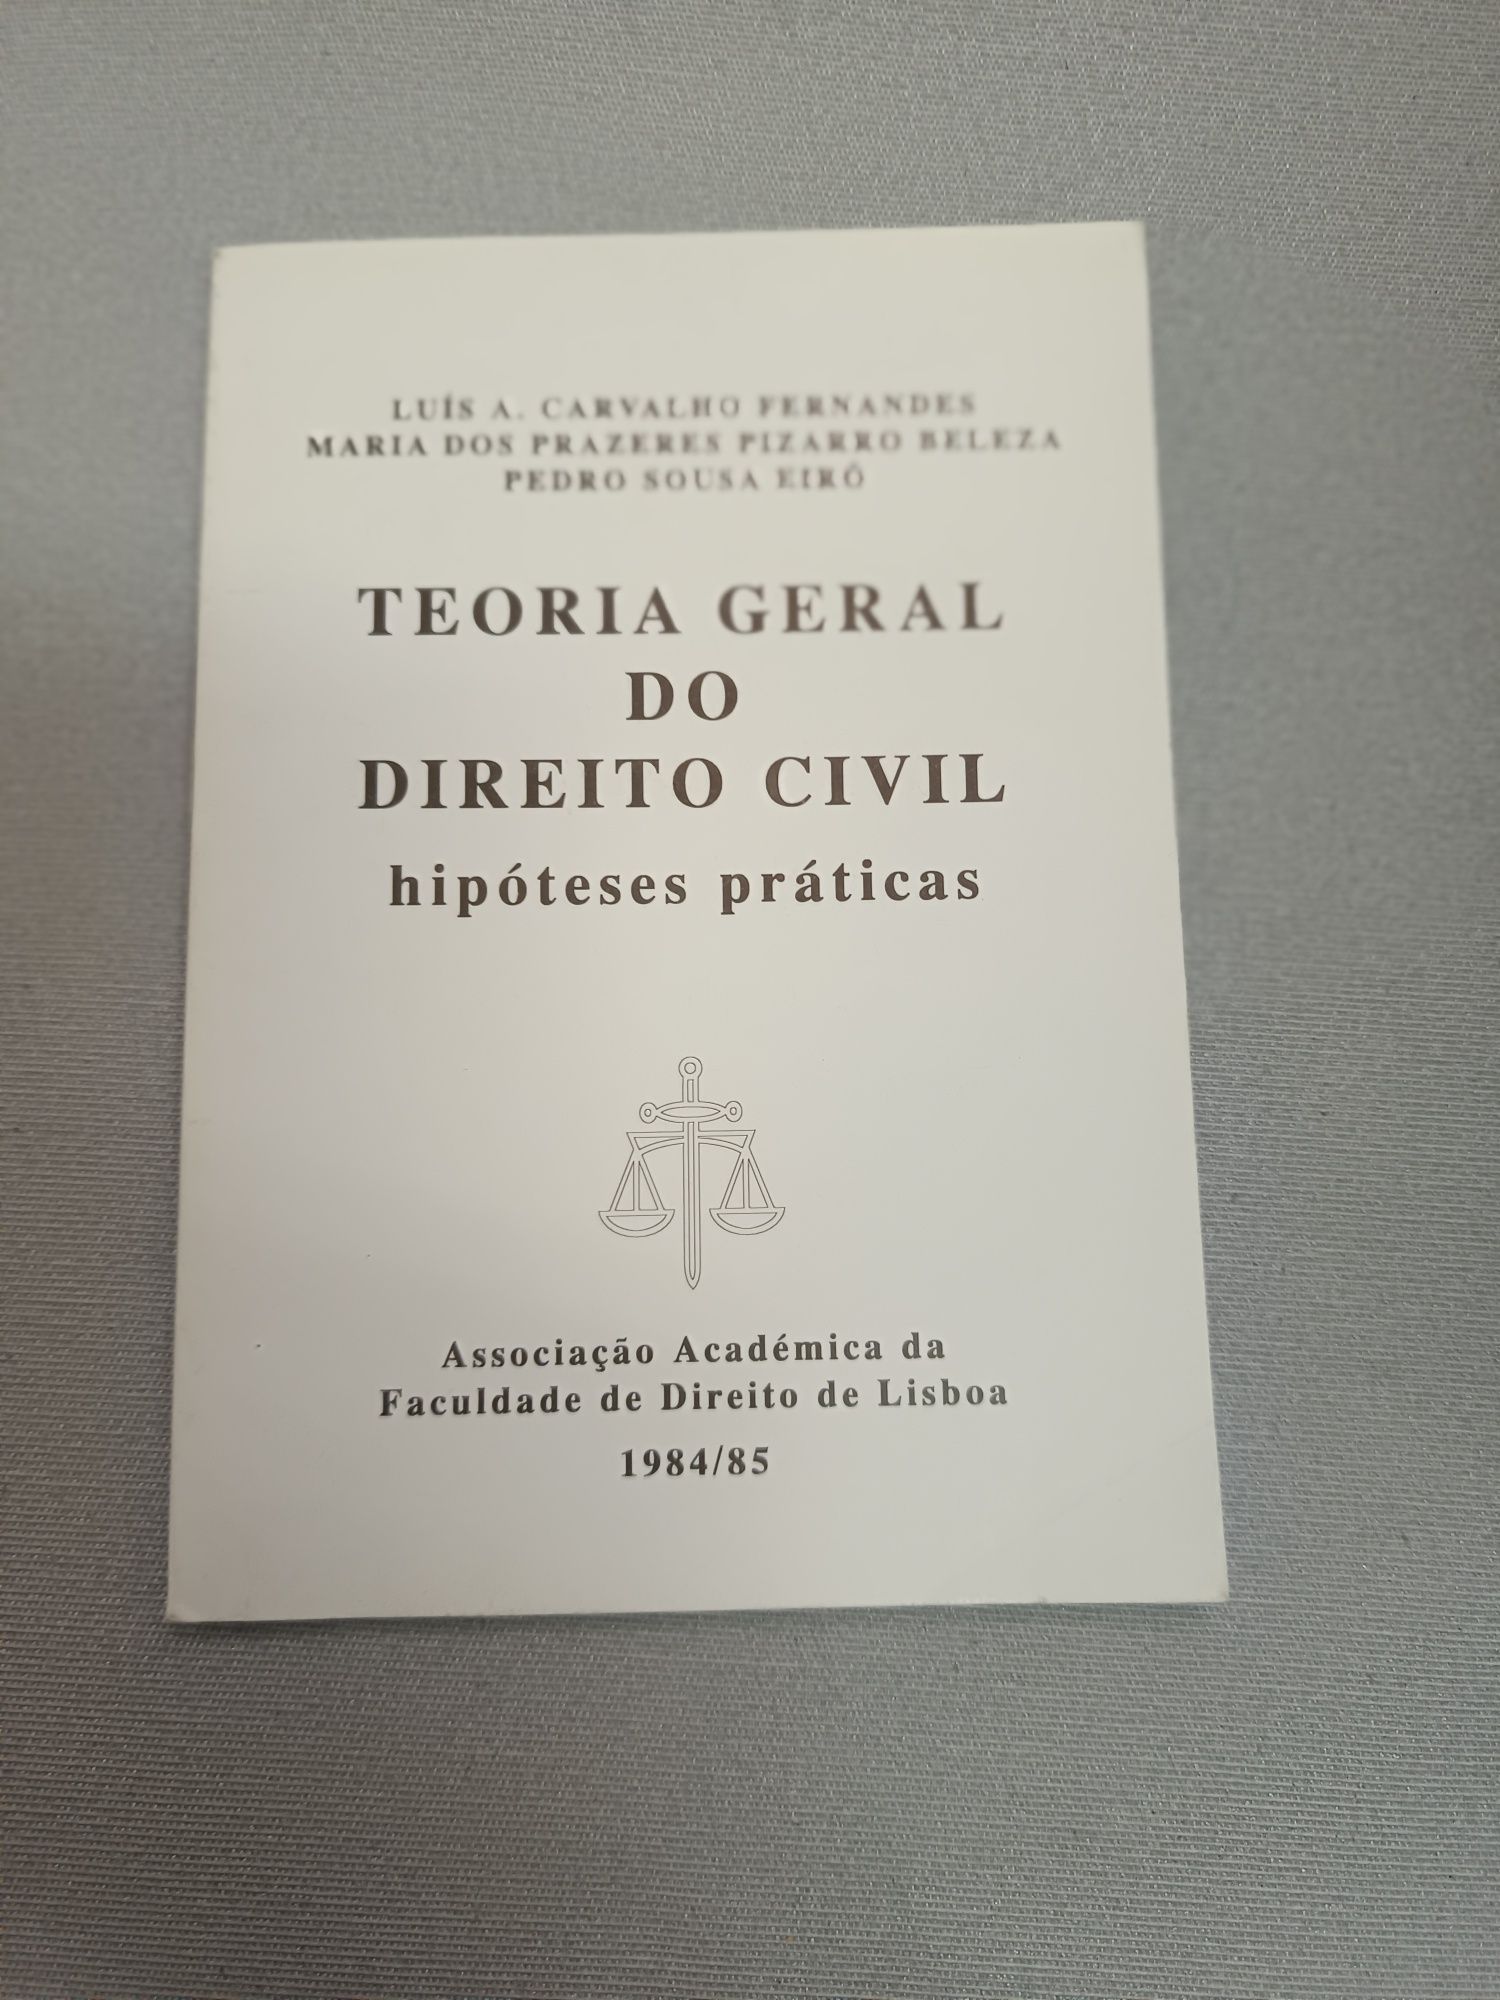 LUÍS A. CARVALHO FERNANDES
MARIA DOS PRAZERES PIZARRO BELEZA
PEDRO SOUSA EIRÓ
TEORIA GERAL
DO
DIREITO CIVIL
hipóteses práticas
Associação Académica da
Faculdade de Direito de Lisboa
1984/85